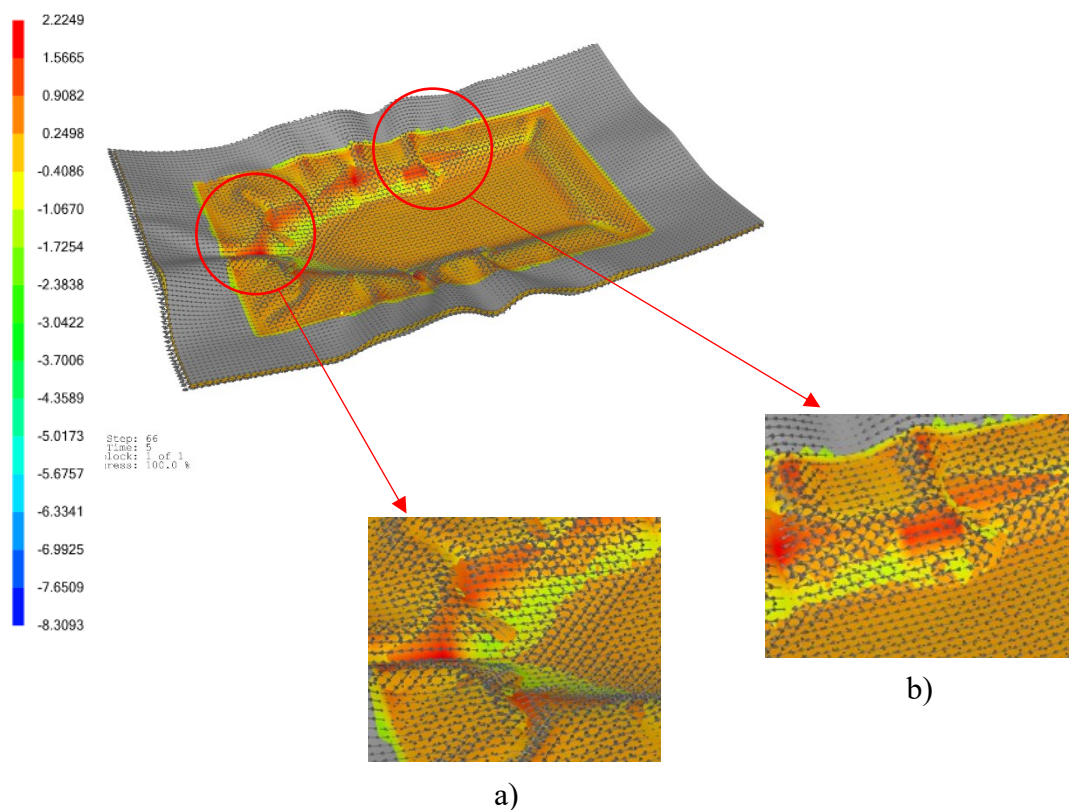 2.2249
1.5665
0.9082
0.2498
-0.4086
-1.0670
-1.7254
-2.3838
-3.0422
-3.7006
-4.3589
-5.0173
-5.6757
-6.3341
-6.9925
-7.6509
-8.3093
Step: 66
Time: 5
lock: 1 of 1
ress: 100.0 %
a)
b)